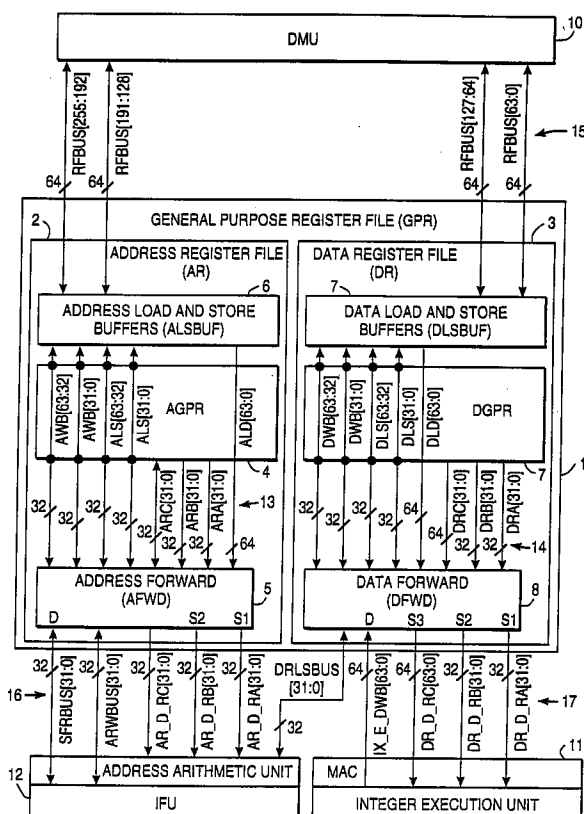 10
DMU
RFBUS[255:192]
RFBUS[191:128]
RFBUS[127:64]
RFBUS[63:0]
15
64
64
64
64
GENERAL PURPOSE REGISTER FILE (GPR)
2
3
ADDRESS REGISTER FILE
(AR)
DATA REGISTER FILE
(DR)
6
7
ADDRESS LOAD AND STORE
BUFFERS (ALSBUF)
DATA LOAD AND STORE
BUFFERS (DLSBUF)
AWB[63:32]
AWB[31:0]
ALS[63:32]
ALS[31:0]
AGPR
ALD[63:0]
DWB[63:32]
DWB[31:0]
DLS[63:32]
DLS[31:0]
DLD[63:0]
DGPR
4
7
1
32
32
32
32
32
ARC[31:0]
32
ARB[31:0]
32
ARA[31:0]
64
13
32
32
32
32
64
64
DRC[31:0]
32
DRB[31:0]
32
DRA[31:0]
14
ADDRESS FORWARD
(AFWD)
5
D
S2
S1
DATA FORWARD
(DFWD)
8
D
S3
S2
S1
16
32
SFRBUS[31:0]
32
ARWBUS[31:0]
32
AR_D_RC[31:0]
32
AR_D_RB[31:0]
32
AR_D_RA[31:0]
DRLSBUS
[31:0]
32
64
IX_E_DWB[63:0]
64
DR_D_RC[63:0]
32
DR_D_RB[31:0]
32
DR_D_RA[31:0]
17
12
ADDRESS ARITHMETIC UNIT
IFU
11
MAC
INTEGER EXECUTION UNIT